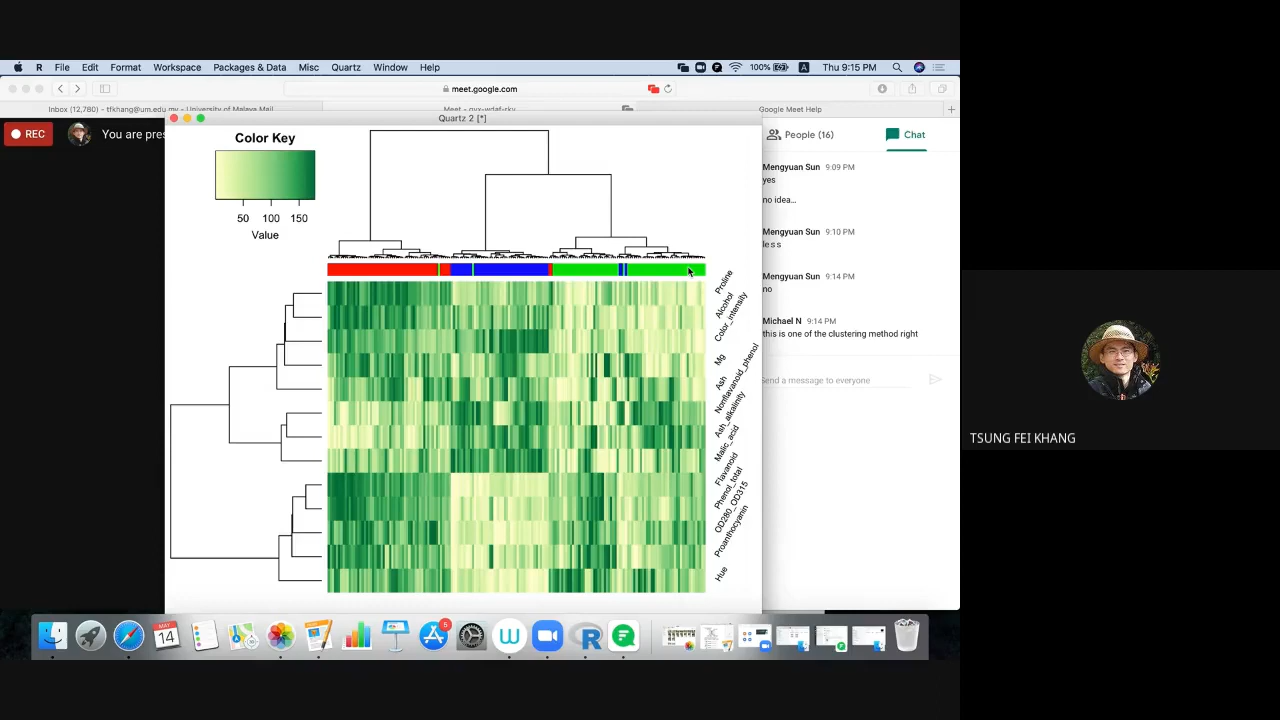 R File Edit Format Workspace Packages & Data Misc Quartz Window Help 100% A Thu 9:15 PM
meet.google.com
Inbox (12,780) - tfkhang@um.edu.my - University of Malaya Mail
Google Meet Help
Quartz 2 [*]
REC
You are pres
People (16)
Chat
Color Key
50 100 150
Value
Proline
Alcohol
Color_intensity
Mg
Ash
Nonflavanoid_phenol
Ash_alkalinity
Malic_acid
Flavanoid
Phenol_total
OD280_OD315
Proanthocyanin
Hue
Mengyuan Sun 9:09 PM
yes
no idea...
Mengyuan Sun 9:10 PM
less
Mengyuan Sun 9:14 PM
no
Michael N 9:14 PM
this is one of the clustering method right
Send a message to everyone
TSUNG FEI KHANG
MAY
14
5
W
R